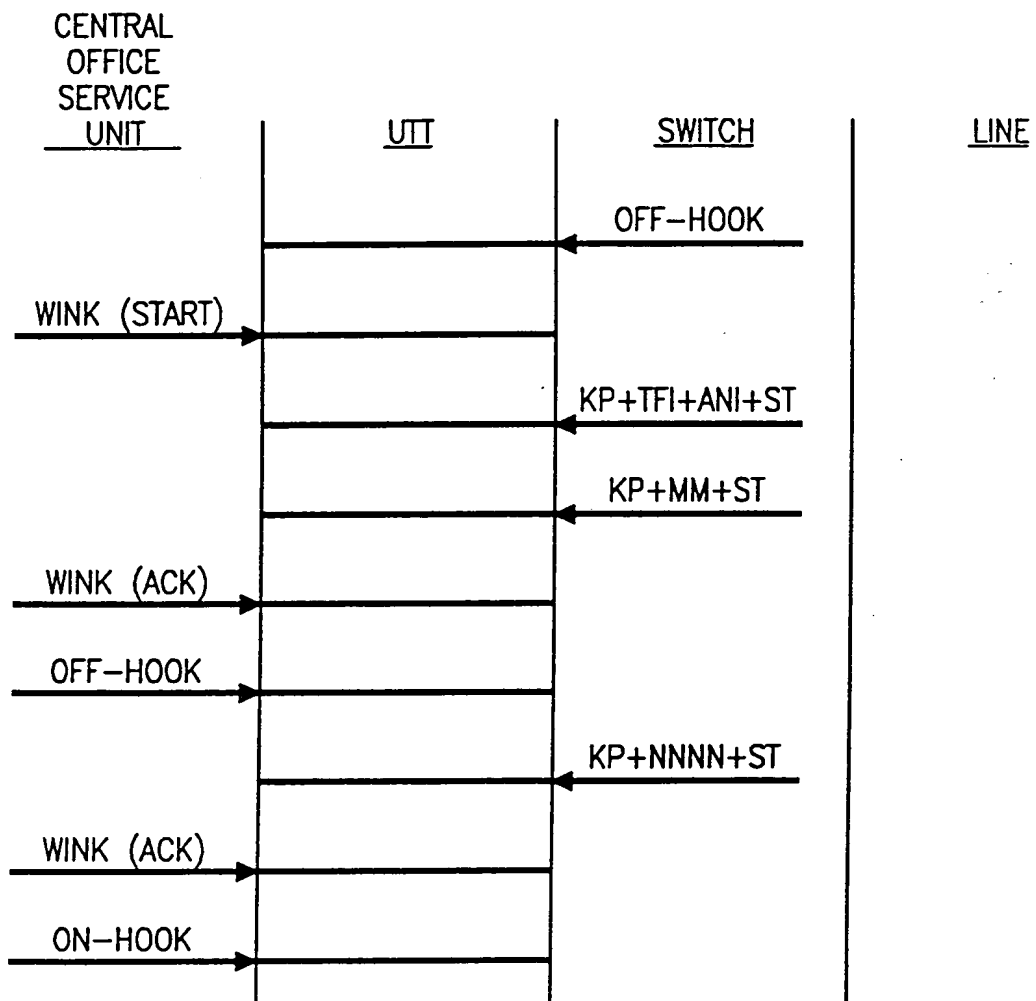 CENTRAL
OFFICE
SERVICE
UNIT
UTT
SWITCH
LINE
OFF-HOOK
WINK (START)
KP+TFI+ANI+ST
KP+MM+ST
WINK (ACK)
OFF-HOOK
KP+NNNN+ST
WINK (ACK)
ON-HOOK